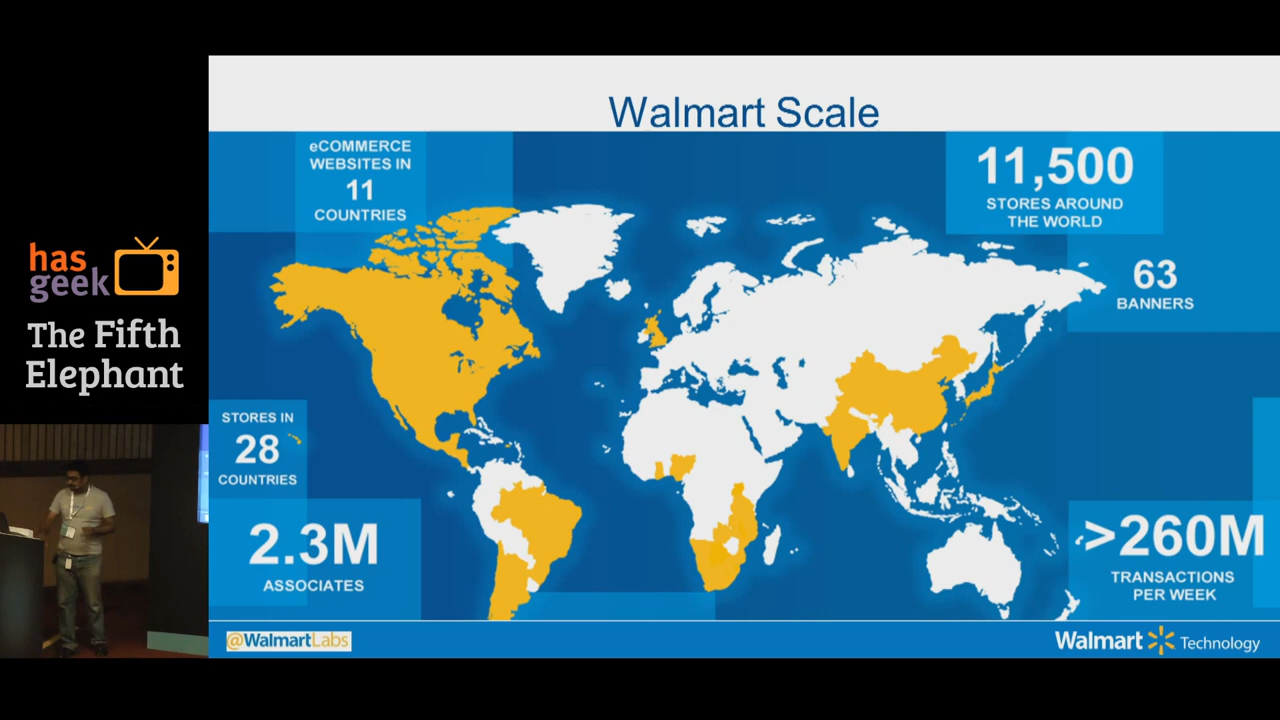 has
geek
The Fifth
Elephant
Walmart Scale
eCOMMERCE
WEBSITES IN
11
COUNTRIES
11,500
STORES AROUND
THE WORLD
63
BANNERS
STORES IN
28
COUNTRIES
2.3M
ASSOCIATES
>260M
TRANSACTIONS
PER WEEK
@WalmartLabs
Walmart Technology